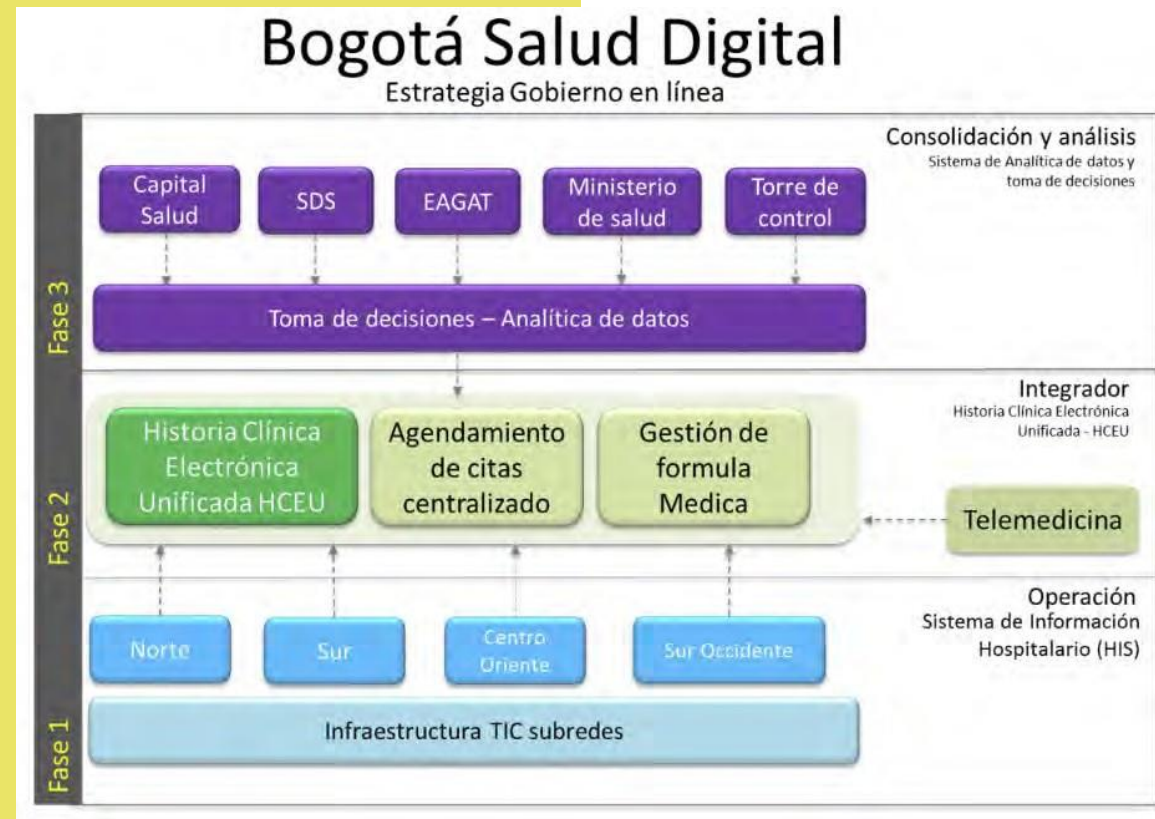 Bogotá Salud Digital
Estrategia Gobierno en línea
Consolidación y análisis
Sistema de Analítica de datos y
toma de decisiones
Capital
Salud
SDS
EAGAT
Ministerio
de salud
Torre de
control
Fase 3
Toma de decisiones – Analítica de datos
Integrador
Historia Clínica Electrónica
Unificada - HCEU
Historia Clínica
Electrónica
Unificada HCEU
Agendamiento
de citas
centralizado
Gestión de
formula
Medica
Fase 2
Telemedicina
Operación
Sistema de Información
Hospitalario (HIS)
Norte
Sur
Centro
Oriente
Sur Occidente
Fase 1
Infraestructura TIC subredes